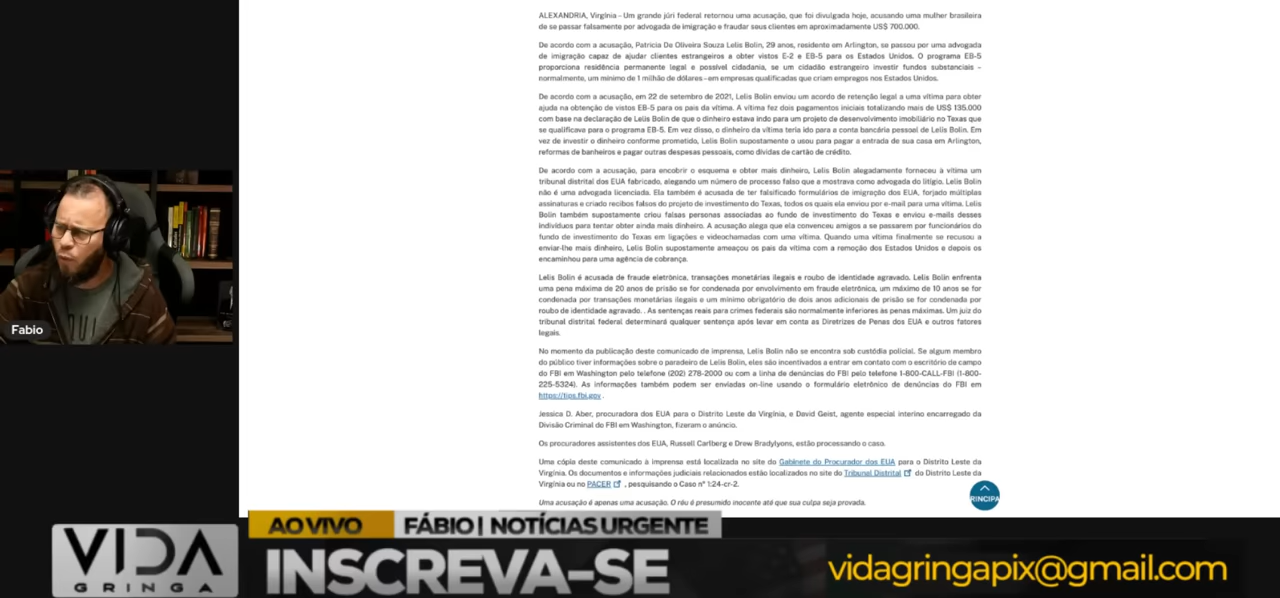 ALEXANDRIA, Virgínia – Um grande júri federal retornou uma acusação, que foi divulgada hoje, acusando uma mulher brasileira
de se passar falsamente por advogada de imigração e fraudar seus clientes em aproximadamente US$ 700.000.
De acordo com a acusação, Patricia De Oliveira Souza Lelis Bolin, 29 anos, residente em Arlington, se passou por uma advogada
de imigração capaz de ajudar clientes estrangeiros a obter vistos E-2 e EB-5 para os Estados Unidos. O programa EB-5
proporciona residência permanente legal e possível cidadania, se um cidadão estrangeiro investir fundos substanciais –
normalmente, um mínimo de 1 milhão de dólares – em empresas qualificadas que criam empregos nos Estados Unidos.
De acordo com a acusação, em 22 de setembro de 2021, Lelis Bolin enviou um acordo de retenção legal a uma vítima para obter
ajuda na obtenção de vistos EB-5 para os pais da vítima. A vítima fez dois pagamentos iniciais totalizando mais de US$ 135.000
com base na declaração de Lelis Bolin de que o dinheiro estava indo para um projeto de desenvolvimento imobiliário no Texas que
se qualificava para o programa EB-5. Em vez disso, o dinheiro da vítima teria ido para a conta bancária pessoal de Lelis Bolin. Em
vez de investir o dinheiro conforme prometido, Lelis Bolin supostamente o usou para pagar a entrada de sua casa em Arlington,
reformas de banheiros e pagar outras despesas pessoais, como dívidas de cartão de crédito.
De acordo com a acusação, para encobrir o esquema e obter mais dinheiro, Lelis Bolin alegadamente forneceu à vítima um
tribunal distrital dos EUA fabricado, alegando um número de processo falso que a mostrava como advogada do litígio. Lelis Bolin
não é uma advogada licenciada. Ela também é acusada de ter falsificado formulários de imigração dos EUA, forjado múltiplas
assinaturas e criado recibos falsos do projeto de investimento do Texas, todos os quais ela enviou por e-mail para uma vítima. Lelis
Bolin também supostamente criou falsas personas associadas ao fundo de investimento do Texas e enviou e-mails desses
indivíduos para tentar obter ainda mais dinheiro. A acusação alega que ela convenceu amigos a se passarem por funcionários do
fundo de investimento do Texas em ligações e videochamadas com uma vítima. Quando uma vítima finalmente se recusou a
enviar-lhe mais dinheiro, Lelis Bolin supostamente ameaçou os pais da vítima com a remoção dos Estados Unidos e depois os
encaminhou para uma agência de cobrança.
Lelis Bolin é acusada de fraude eletrônica, transações monetárias ilegais e roubo de identidade agravado. Lelis Bolin enfrenta
uma pena máxima de 20 anos de prisão se for condenada por envolvimento em fraude eletrônica, um máximo de 10 anos se for
condenada por transações monetárias ilegais e um mínimo obrigatório de dois anos adicionais de prisão se for condenada por
roubo de identidade agravado. . As sentenças reais para crimes federais são normalmente inferiores às penas máximas. Um juiz do
tribunal distrital federal determinará qualquer sentença após levar em conta as Diretrizes de Penas dos EUA e outros fatores
legais.
No momento da publicação deste comunicado de imprensa, Lelis Bolin não se encontra sob custódia policial. Se algum membro
do público tiver informações sobre o paradeiro de Lelis Bolin, eles são incentivados a entrar em contato com o escritório de campo
do FBI em Washington pelo telefone (202) 278-2000 ou com a linha de denúncias do FBI pelo telefone 1-800-CALL-FBI (1-800-
225-5324). As informações também podem ser enviadas on-line usando o formulário eletrônico de denúncias do FBI em
https://tips.fbi.gov .
Jessica D. Aber, procuradora dos EUA para o Distrito Leste da Virgínia, e David Geist, agente especial interino encarregado da
Divisão Criminal do FBI em Washington, fizeram o anúncio.
Os procuradores assistentes dos EUA, Russell Carlberg e Drew Bradylyons, estão processando o caso.
Uma cópia deste comunicado à imprensa está localizada no site do Gabinete do Procurador dos EUA para o Distrito Leste da
Virgínia. Os documentos e informações judiciais relacionados estão localizados no site do Tribunal Distrital do Distrito Leste da
Virgínia ou no PACER , pesquisando o Caso nº 1:24-cr-2.
Uma acusação é apenas uma acusação. O réu é presumido inocente até que sua culpa seja provada.
RINCIPA
Fabio
AO VIVO FÁBIO | NOTÍCIAS URGENTE
VIDA
GRINGA
INSCREVA-SE
vidagringapix@gmail.com